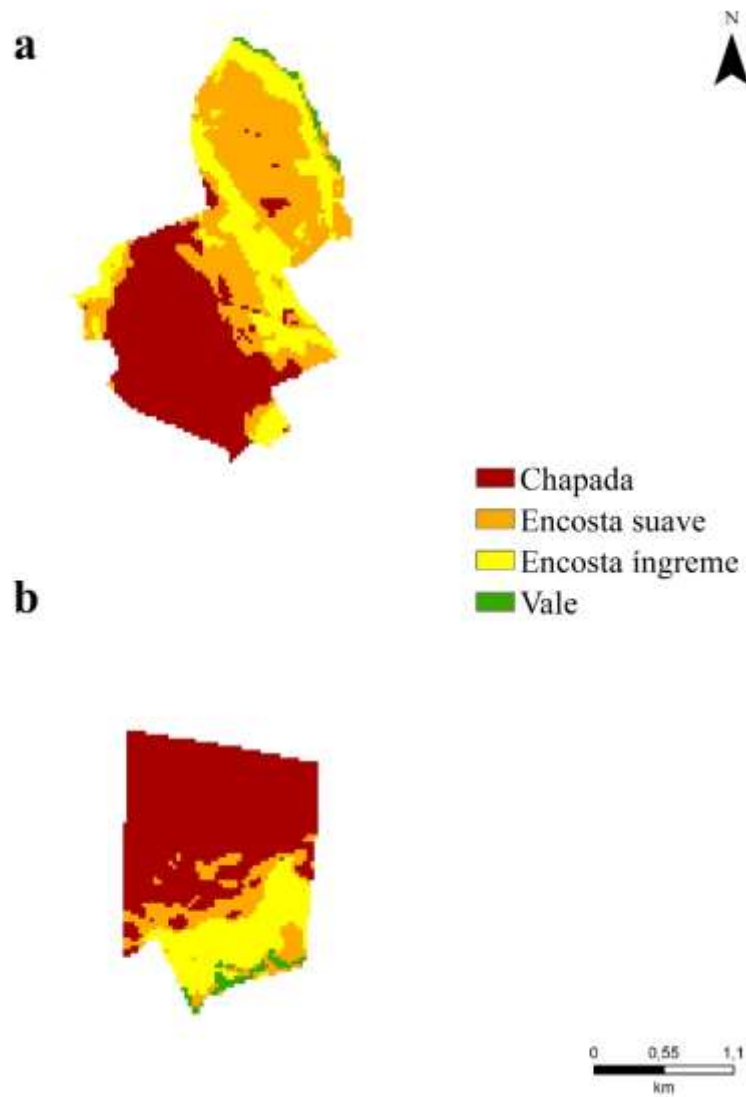 a
N
Chapada
Encosta suave
Encosta íngreme
Vale
b
0 0,55 1,1
km